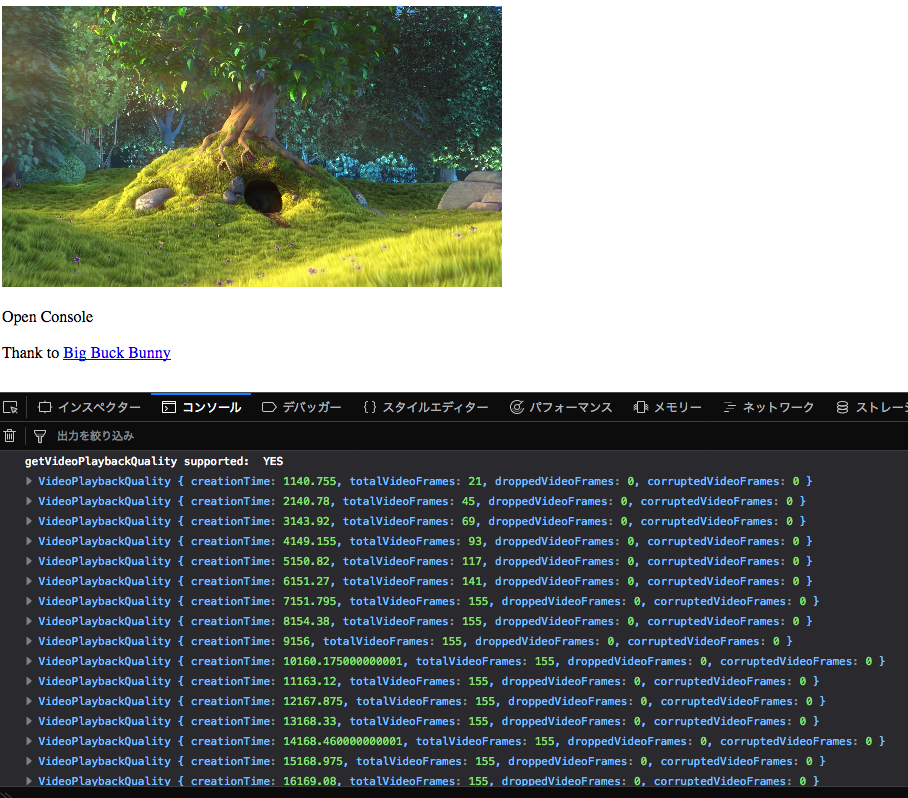 Open Console
Thank to Big Buck Bunny
インスペクター コンソール デバッガー スタイルエディター パフォーマンス メモリー ネットワーク ストレー
出力を絞り込み
getVideoPlaybackQuality supported: YES
VideoPlaybackQuality { creationTime: 1140.755, totalVideoFrames: 21, droppedVideoFrames: 0, corruptedVideoFrames: 0 }
VideoPlaybackQuality { creationTime: 2140.78, totalVideoFrames: 45, droppedVideoFrames: 0, corruptedVideoFrames: 0 }
VideoPlaybackQuality { creationTime: 3143.92, totalVideoFrames: 69, droppedVideoFrames: 0, corruptedVideoFrames: 0 }
VideoPlaybackQuality { creationTime: 4149.155, totalVideoFrames: 93, droppedVideoFrames: 0, corruptedVideoFrames: 0 }
VideoPlaybackQuality { creationTime: 5150.82, totalVideoFrames: 117, droppedVideoFrames: 0, corruptedVideoFrames: 0 }
VideoPlaybackQuality { creationTime: 6151.27, totalVideoFrames: 141, droppedVideoFrames: 0, corruptedVideoFrames: 0 }
VideoPlaybackQuality { creationTime: 7151.795, totalVideoFrames: 155, droppedVideoFrames: 0, corruptedVideoFrames: 0 }
VideoPlaybackQuality { creationTime: 8154.38, totalVideoFrames: 155, droppedVideoFrames: 0, corruptedVideoFrames: 0 }
VideoPlaybackQuality { creationTime: 9156, totalVideoFrames: 155, droppedVideoFrames: 0, corruptedVideoFrames: 0 }
VideoPlaybackQuality { creationTime: 10160.175000000001, totalVideoFrames: 155, droppedVideoFrames: 0, corruptedVideoFrames: 0 }
VideoPlaybackQuality { creationTime: 11163.12, totalVideoFrames: 155, droppedVideoFrames: 0, corruptedVideoFrames: 0 }
VideoPlaybackQuality { creationTime: 12167.875, totalVideoFrames: 155, droppedVideoFrames: 0, corruptedVideoFrames: 0 }
VideoPlaybackQuality { creationTime: 13168.33, totalVideoFrames: 155, droppedVideoFrames: 0, corruptedVideoFrames: 0 }
VideoPlaybackQuality { creationTime: 14168.460000000001, totalVideoFrames: 155, droppedVideoFrames: 0, corruptedVideoFrames: 0 }
VideoPlaybackQuality { creationTime: 15168.975, totalVideoFrames: 155, droppedVideoFrames: 0, corruptedVideoFrames: 0 }
VideoPlaybackQuality { creationTime: 16169.08, totalVideoFrames: 155, droppedVideoFrames: 0, corruptedVideoFrames: 0 }